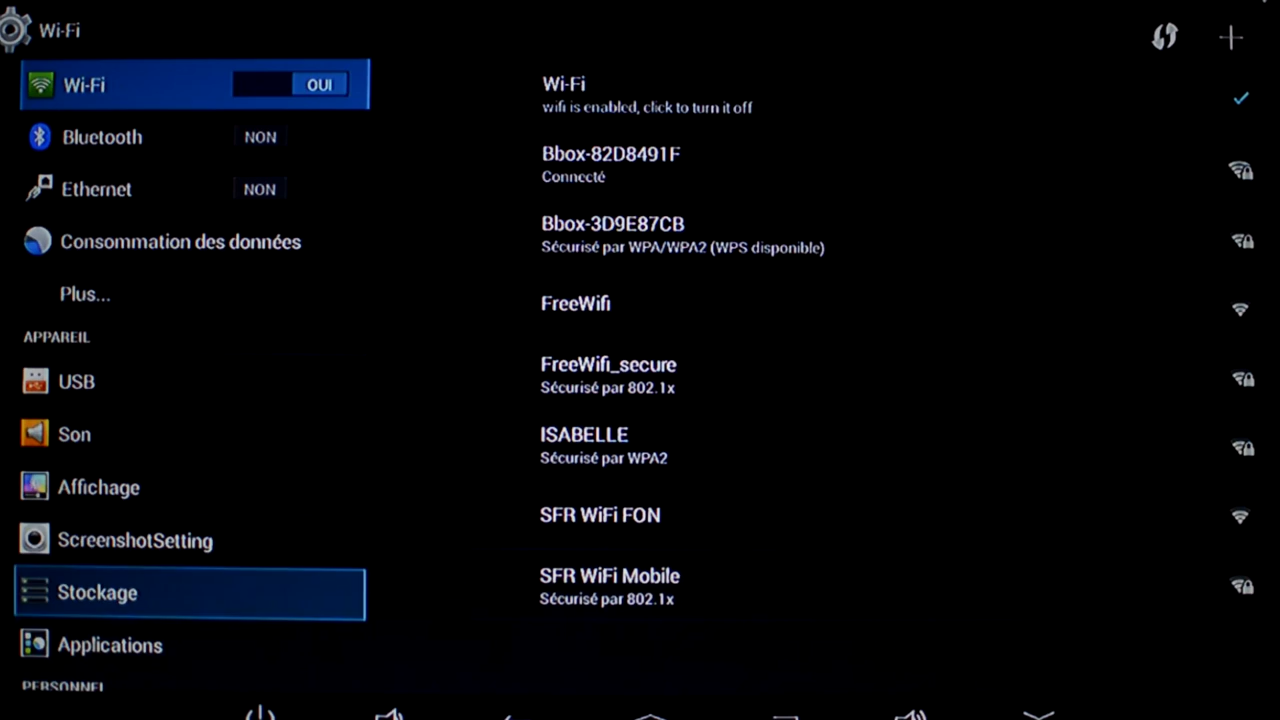 Wi-Fi
Wi-Fi OUI
Bluetooth NON
Ethernet NON
Consommation des données
Plus...
APPAREIL
USB
Son
Affichage
ScreenshotSetting
Stockage
Applications
PERSONNEL
Wi-Fi
wifi is enabled, click to turn it off
Bbox-82D8491F
Connecté
Bbox-3D9E87CB
Sécurisé par WPA/WPA2 (WPS disponible)
FreeWifi
FreeWifi_secure
Sécurisé par 802.1x
ISABELLE
Sécurisé par WPA2
SFR WiFi FON
SFR WiFi Mobile
Sécurisé par 802.1x